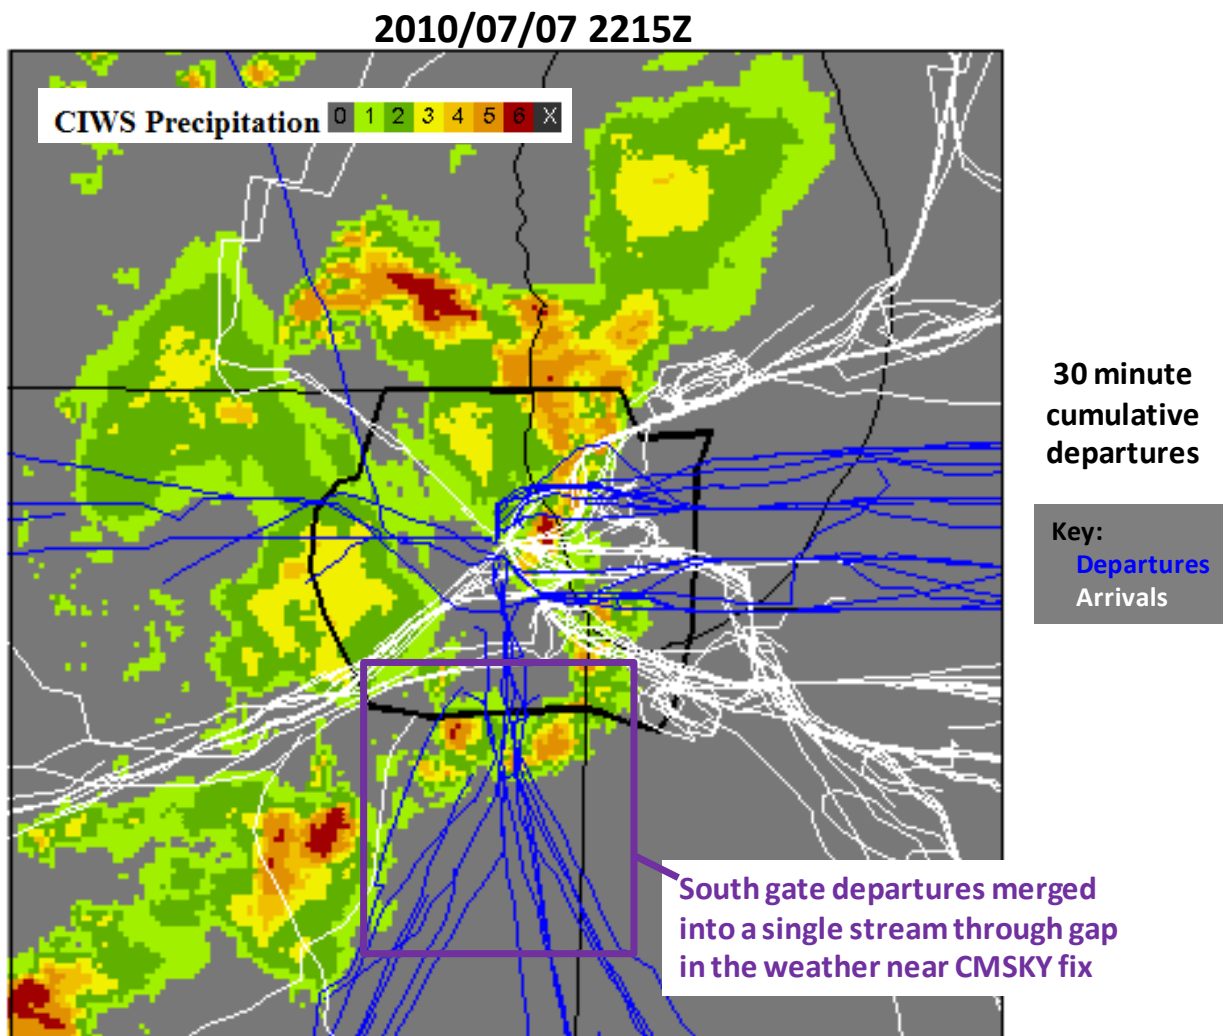 2010/07/07 2215Z
CIWS Precipitation 0 1 2 3 4 5 6 X
30 minute
cumulative
departures
Key:
Departures
Arrivals
South gate departures merged
into a single stream through gap
in the weather near CMSKY fix